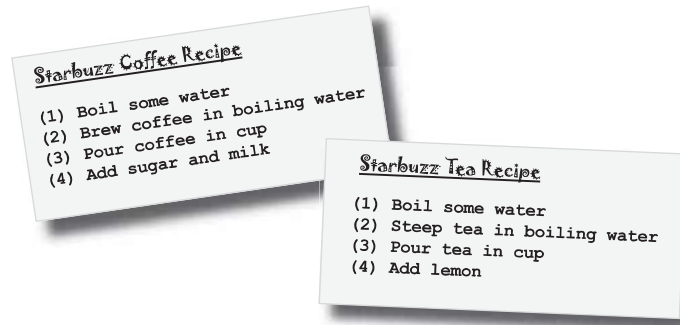 Starbuzz Coffee Recipe
(1) Boil some water
(2) Brew coffee in boiling water
(3) Pour coffee in cup
(4) Add sugar and milk
Starbuzz Tea Recipe
(1) Boil some water
(2) Steep tea in boiling water
(3) Pour tea in cup
(4) Add lemon